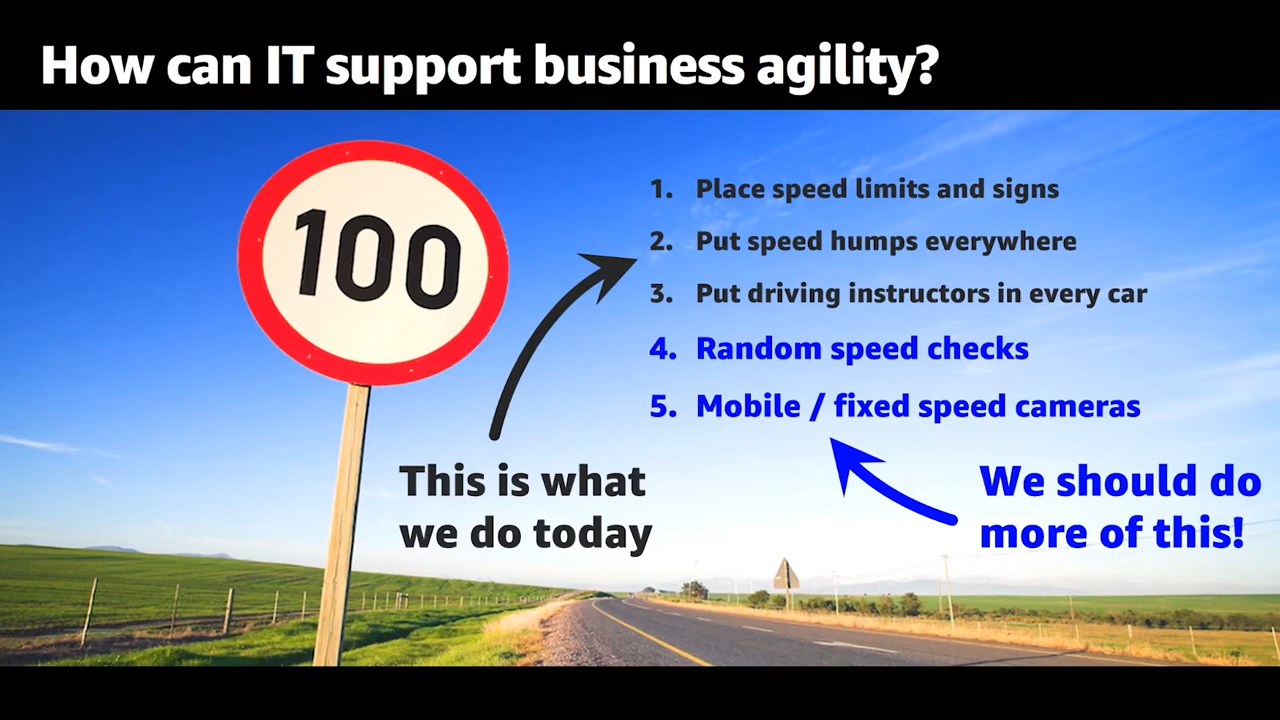 How can IT support business agility?
100
1. Place speed limits and signs
2. Put speed humps everywhere
3. Put driving instructors in every car
4. Random speed checks
5. Mobile / fixed speed cameras
This is what
we do today
We should do
more of this!